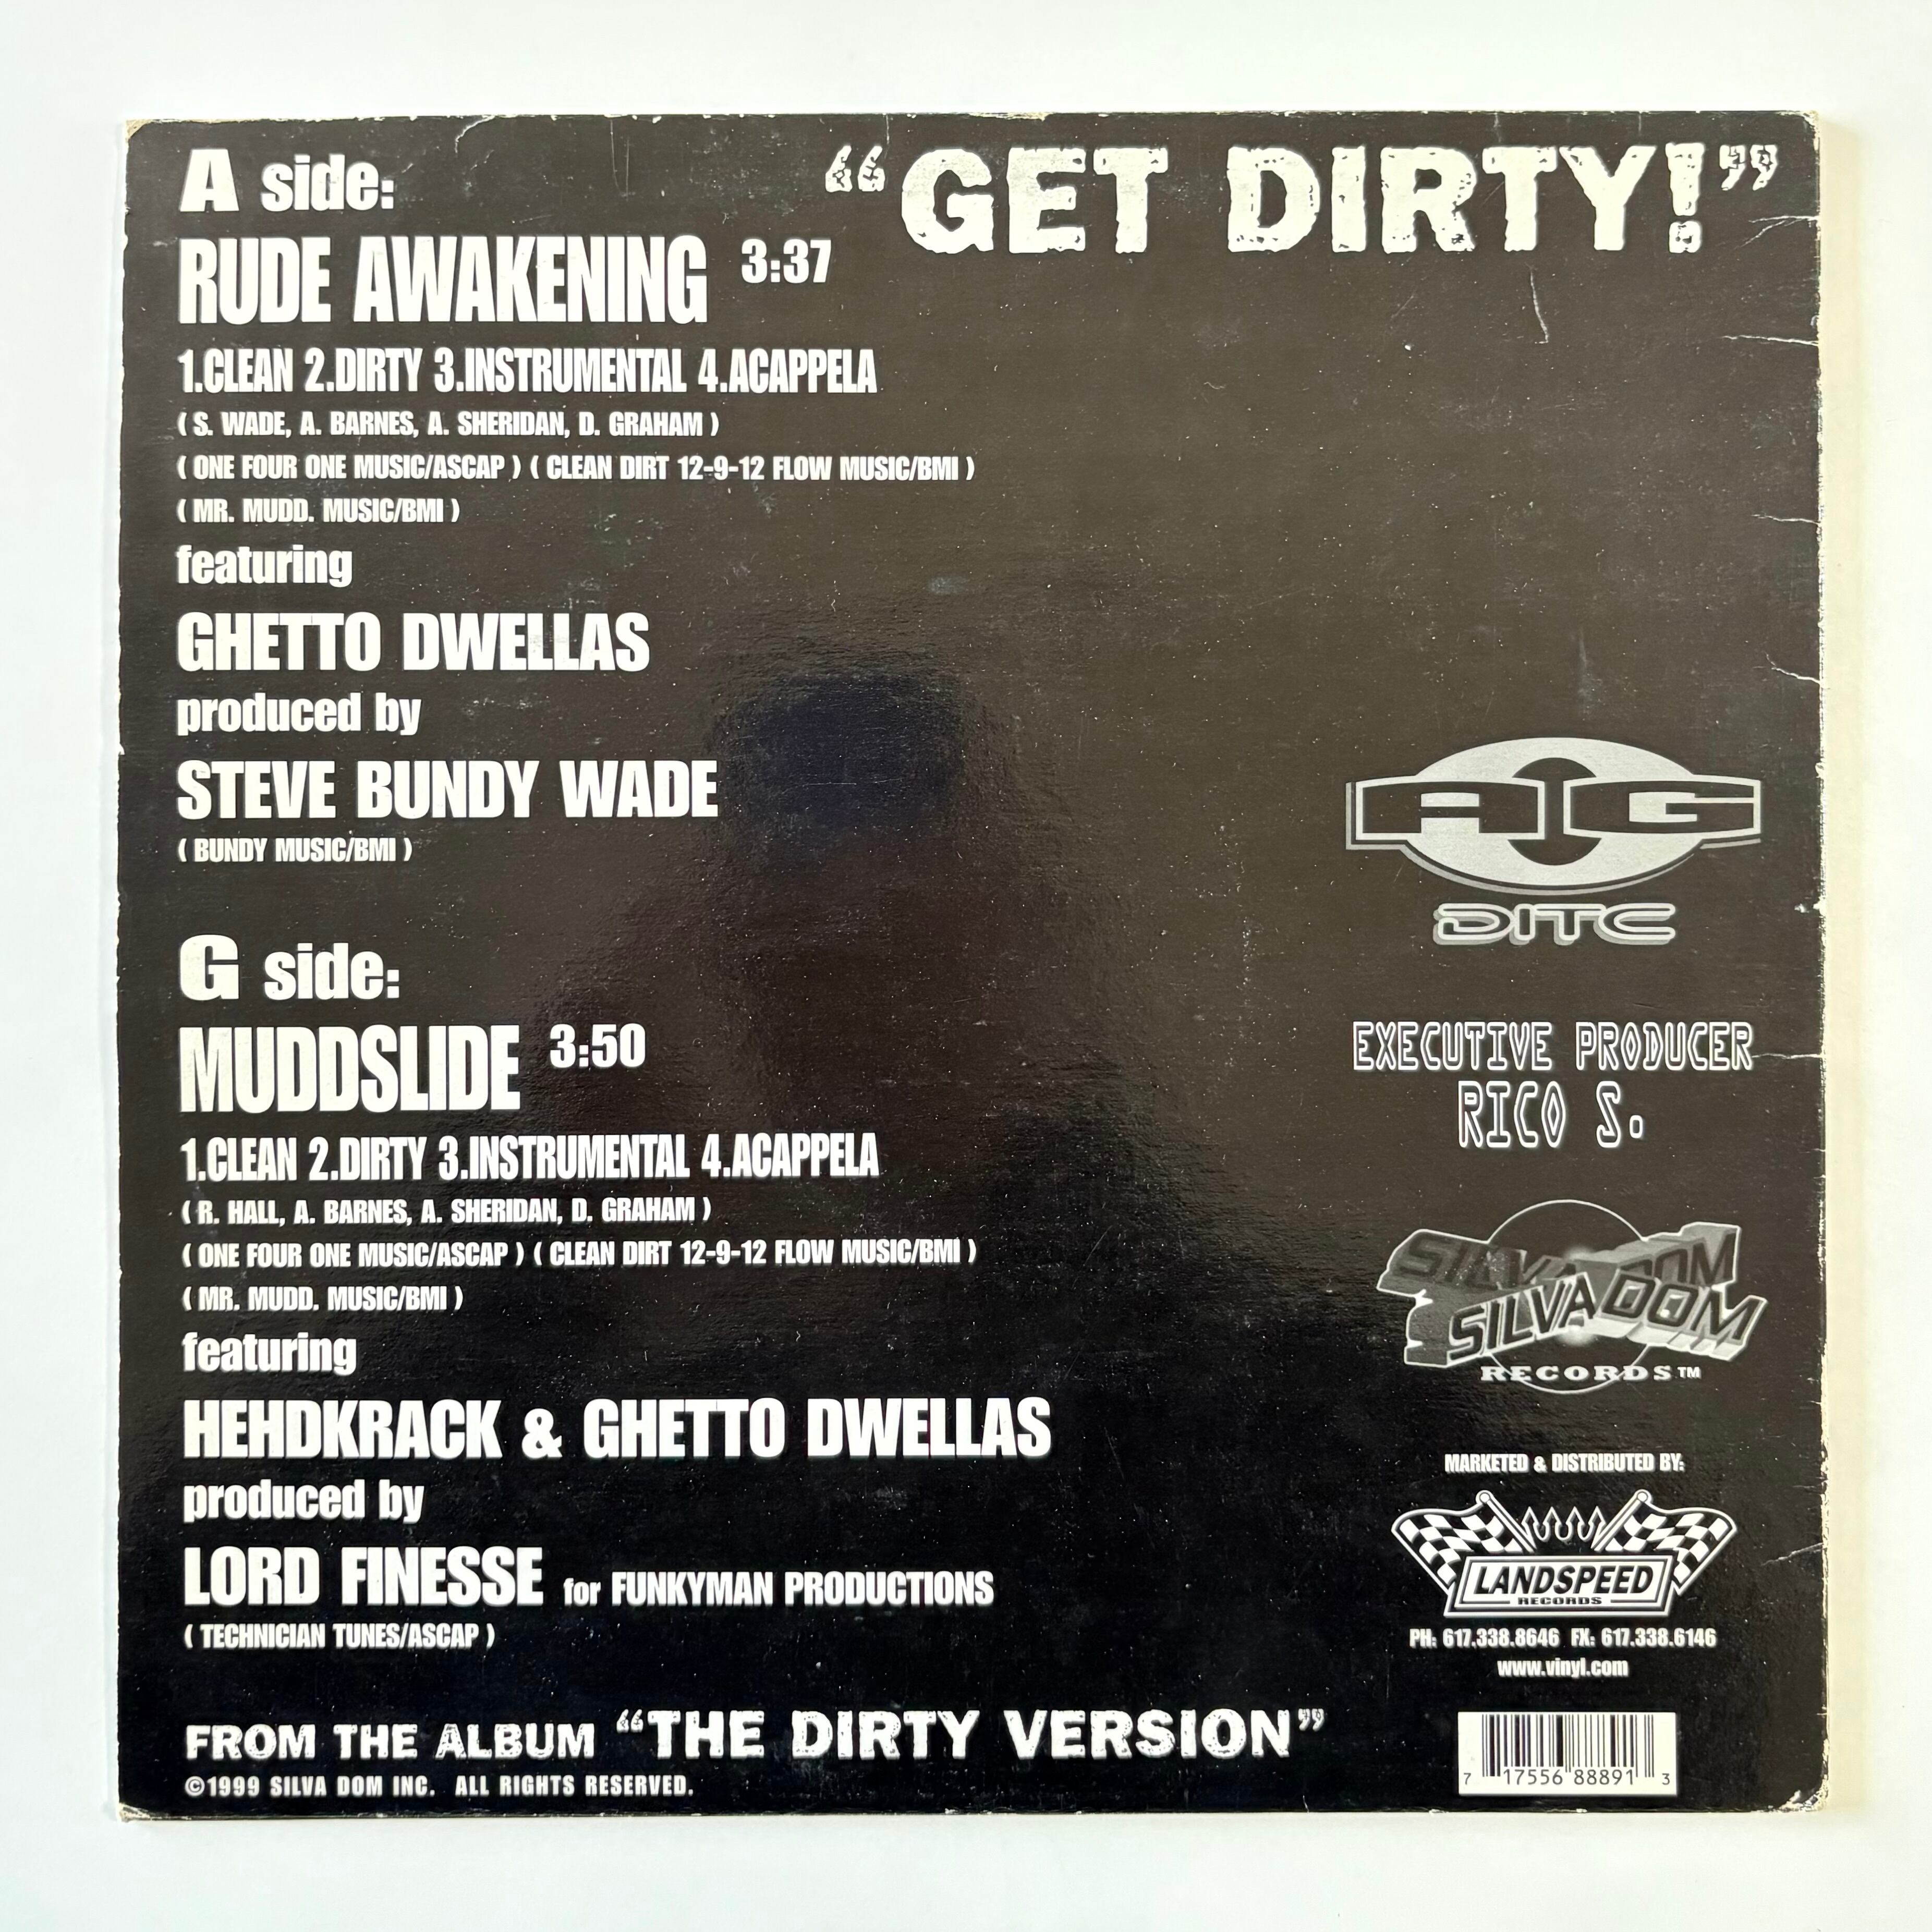 A side:
"GET DIRTY!"
RUDE AWAKENING 3:37
1.CLEAN 2.DIRTY 3.INSTRUMENTAL 4.ACAPPELA
( S. WADE, A. BARNES, A. SHERIDAN, D. GRAHAM )
( ONE FOUR ONE MUSIC/ASCAP ) ( CLEAN DIRT 12-9-12 FLOW MUSIC/BMI )
( MR. MUDD. MUSIC/BMI )
featuring
GHETTO DWELLAS
produced by
STEVE BUNDY WADE
( BUNDY MUSIC/BMI )
G side:
MUDDSLIDE 3:50
1.CLEAN 2.DIRTY 3.INSTRUMENTAL 4.ACAPPELA
( R. HALL, A. BARNES, A. SHERIDAN, D. GRAHAM )
( ONE FOUR ONE MUSIC/ASCAP ) ( CLEAN DIRT 12-9-12 FLOW MUSIC/BMI )
( MR. MUDD. MUSIC/BMI )
featuring
HEHDKRACK & GHETTO DWELLAS
produced by
LORD FINESSE for FUNKYMAN PRODUCTIONS
( TECHNICIAN TUNES/ASCAP )
FROM THE ALBUM "THE DIRTY VERSION"
©1999 SILVA DOM INC. ALL RIGHTS RESERVED.
AG
DITC
EXECUTIVE PRODUCER
RICO S.
SILVA DOM
SILVA DOM
RECORDS™
MARKETED & DISTRIBUTED BY:
LANDSPEED
RECORDS
PH: 617.338.8646 FX: 617.338.6146
www.vinyl.com
7 17556 88891 3